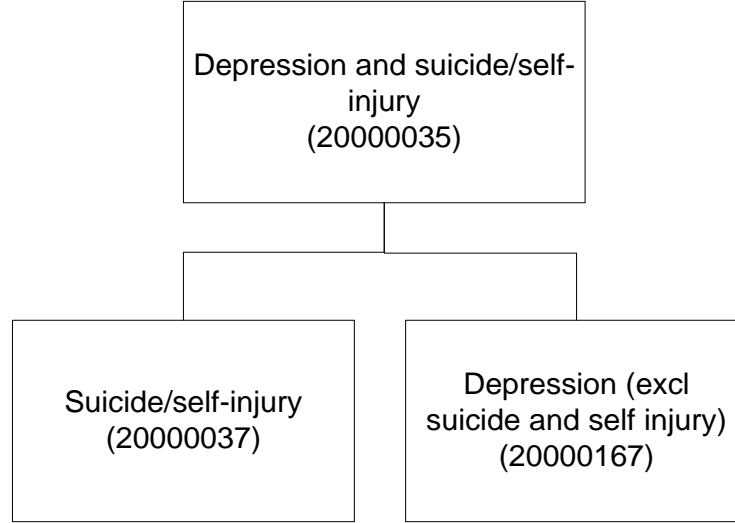 Depression and suicide/self-
injury
(20000035)
Suicide/self-injury
(20000037)
Depression (excl
suicide and self injury)
(20000167)